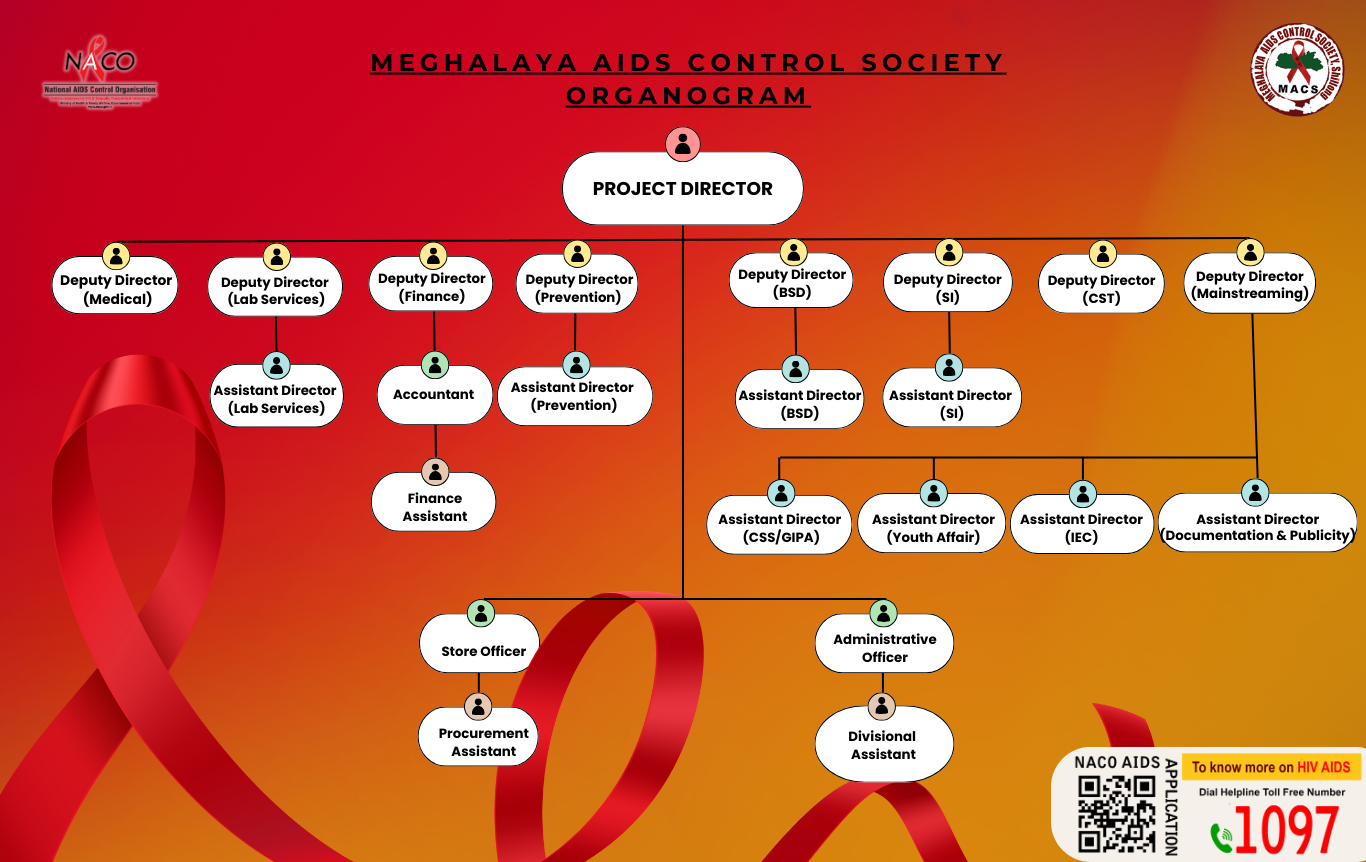 NACO
National AIDS Control Organisation
MEGHALAYA AIDS CONTROL SOCIETY
ORGANOGRAM
MEGHALAYA AIDS CONTROL SOCIETY, Shillong
MACS
PROJECT DIRECTOR
Deputy Director
(Medical)
Deputy Director
(Lab Services)
Deputy Director
(Finance)
Deputy Director
(Prevention)
Deputy Director
(BSD)
Deputy Director
(SI)
Deputy Director
(CST)
Deputy Director
(Mainstreaming)
Assistant Director
(Lab Services)
Accountant
Assistant Director
(Prevention)
Assistant Director
(BSD)
Assistant Director
(SI)
Finance
Assistant
Assistant Director
(CSS/GIPA)
Assistant Director
(Youth Affair)
Assistant Director
(IEC)
Assistant Director
(Documentation & Publicity)
Store Officer
Administrative
Officer
Procurement
Assistant
Divisional
Assistant
NACO AIDS
APPLICATION
To know more on HIV AIDS
Dial Helpline Toll Free Number
1097